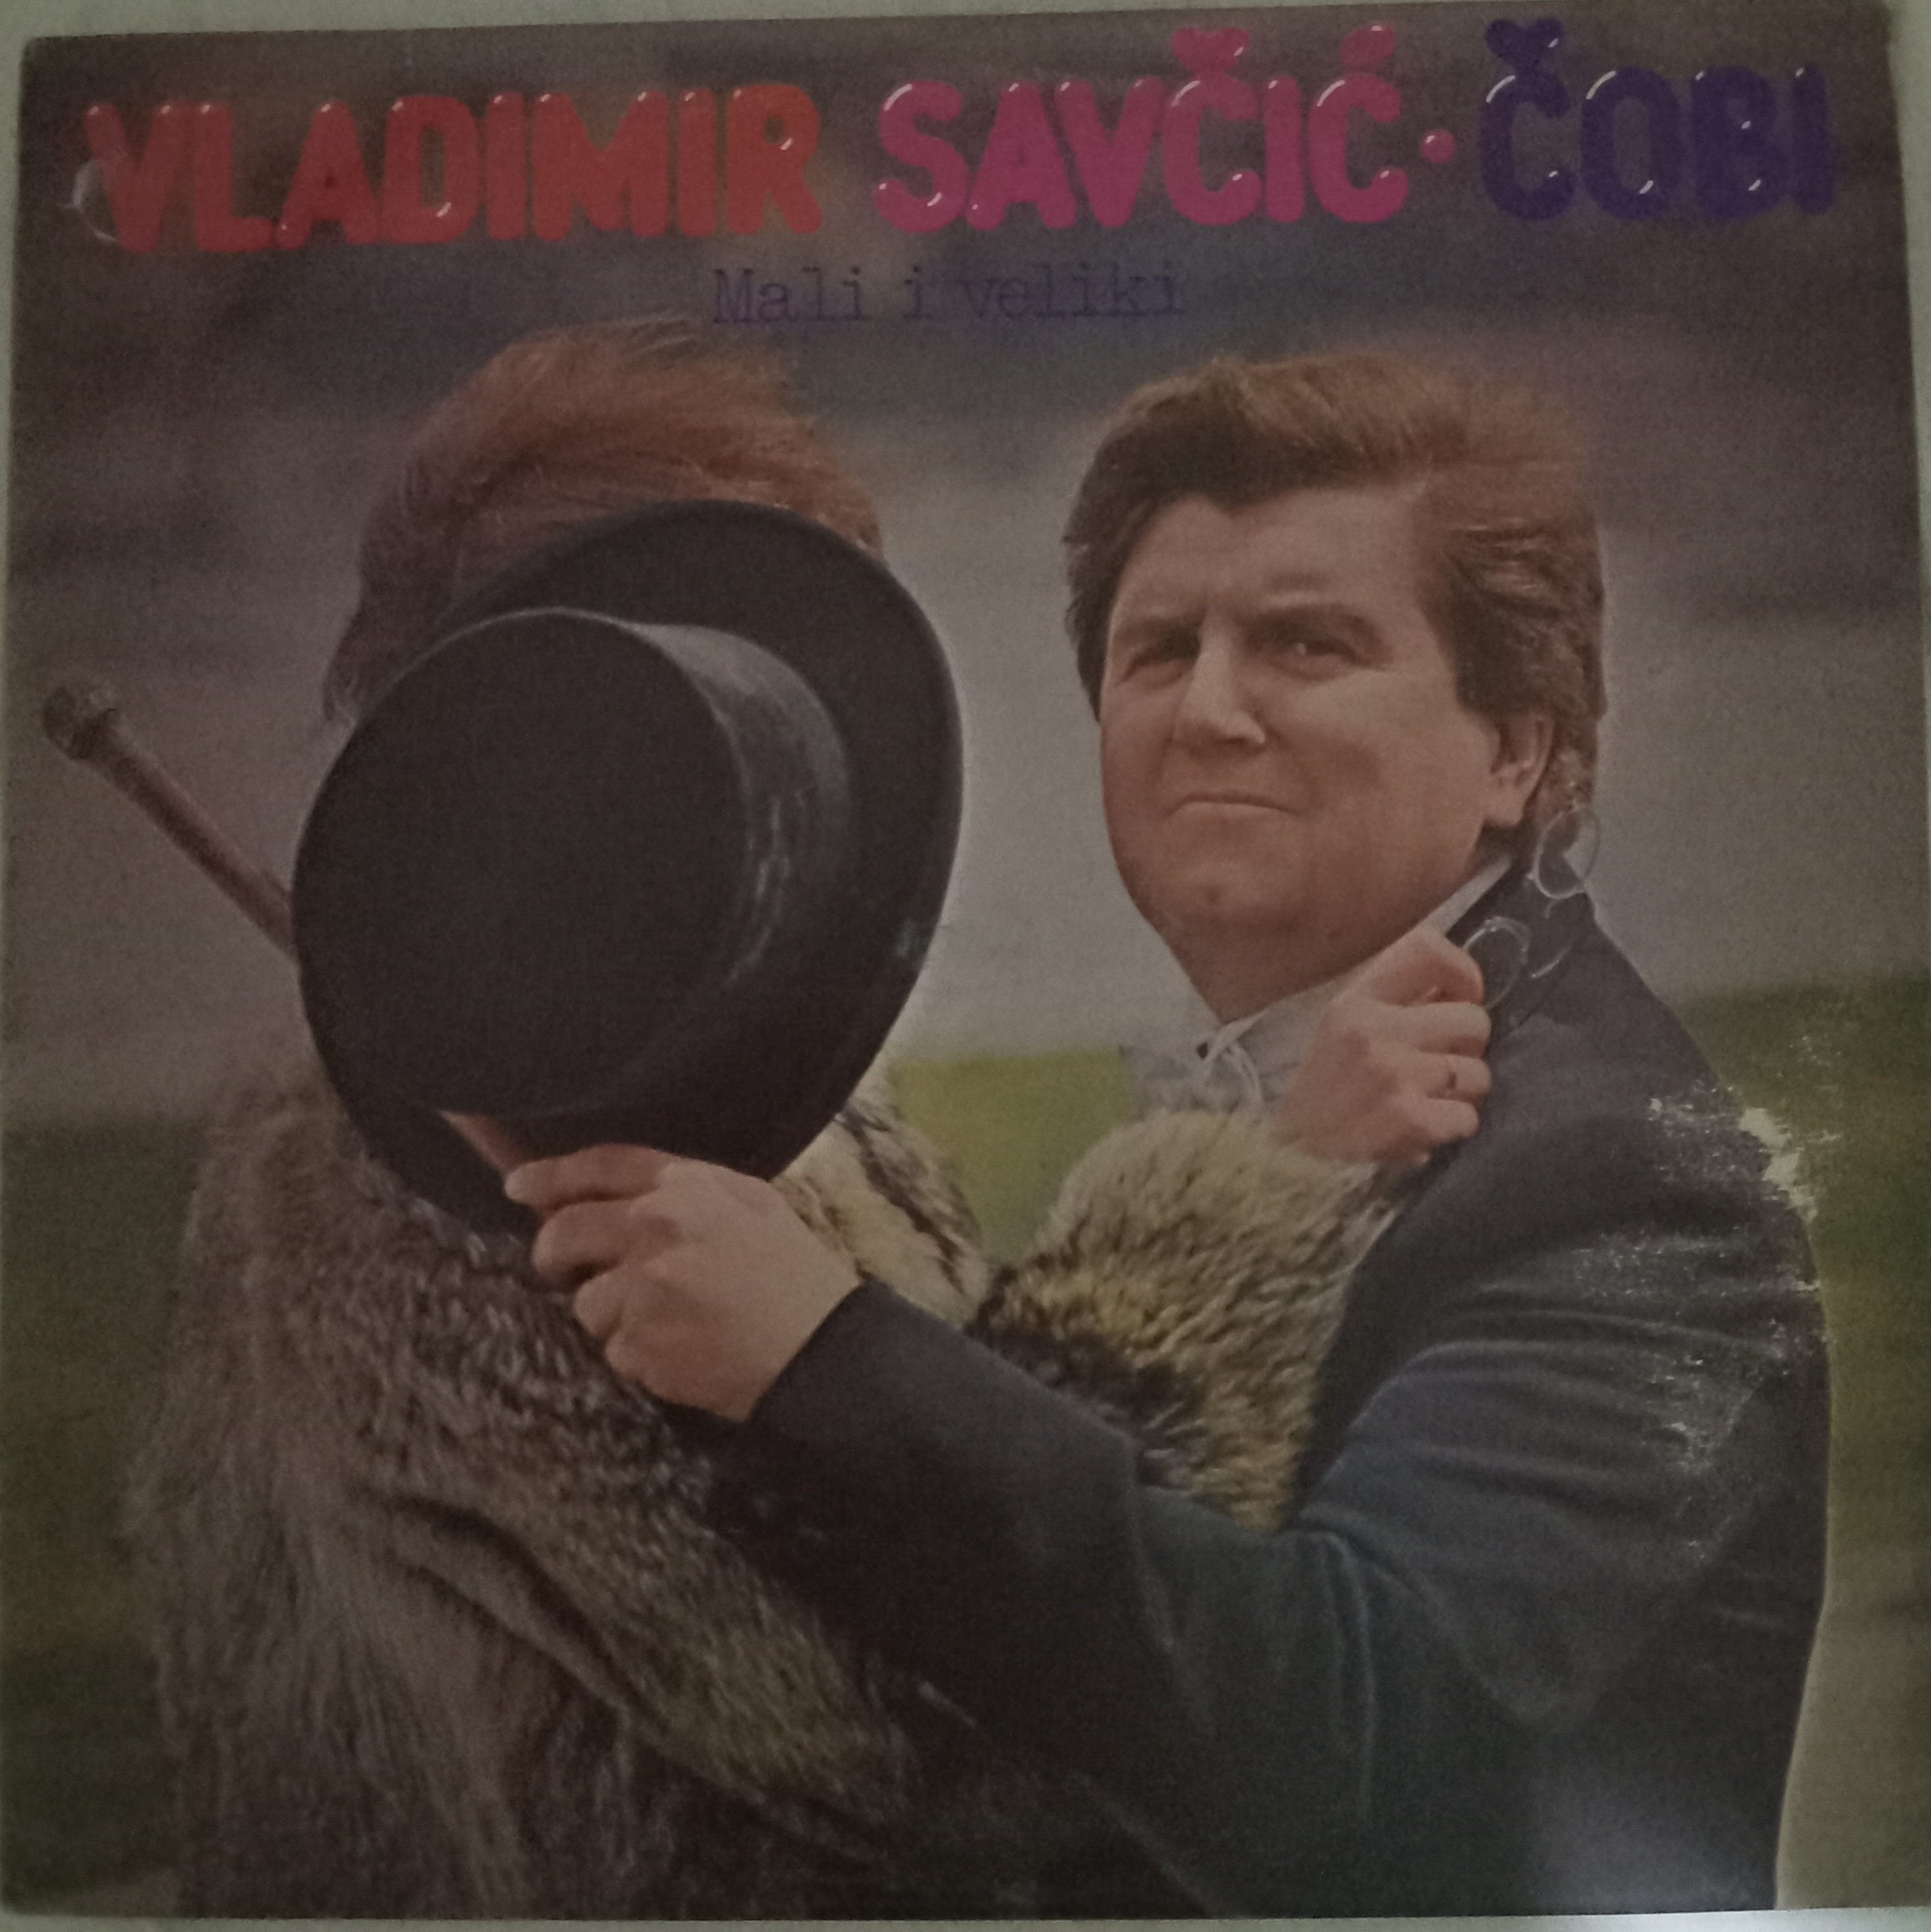 VLADIMIR SAVČIĆ · ČOBI
Mali i veliki